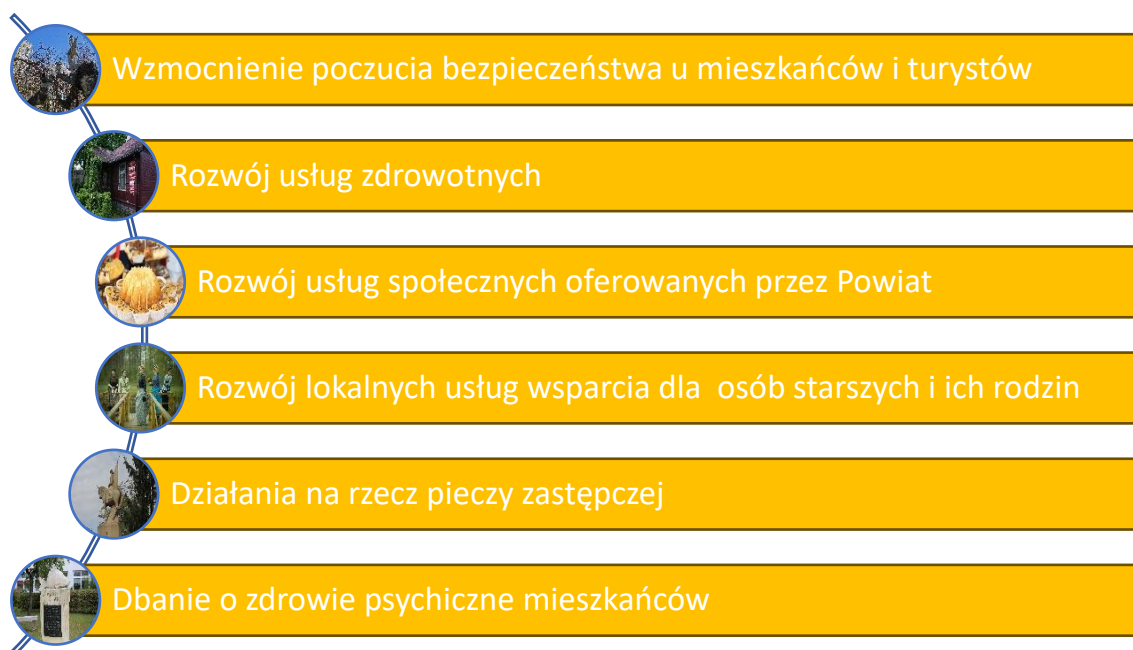 Wzmocnienie poczucia bezpieczeństwa u mieszkańców i turystów
Rozwój usług zdrowotnych
Rozwój usług społecznych oferowanych przez Powiat
Rozwój lokalnych usług wsparcia dla  osób starszych i ich rodzin
Działania na rzecz pieczy zastępczej
Dbanie o zdrowie psychiczne mieszkańców